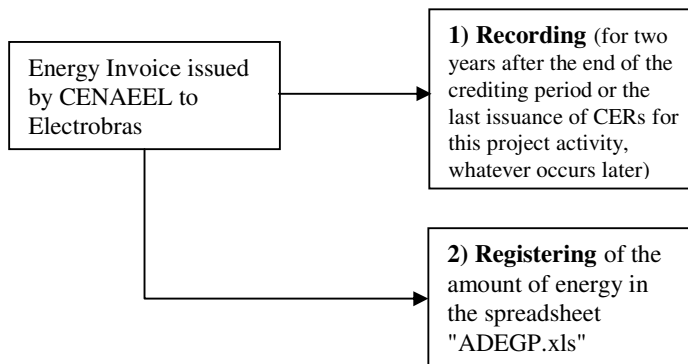 Energy Invoice issued
by CENAEEL to
Electrobras
1) Recording (for two
years after the end of the
crediting period or the
last issuance of CERs for
this project activity,
whatever occurs later)
2) Registering of the
amount of energy in
the spreadsheet
"ADEGP.xls"